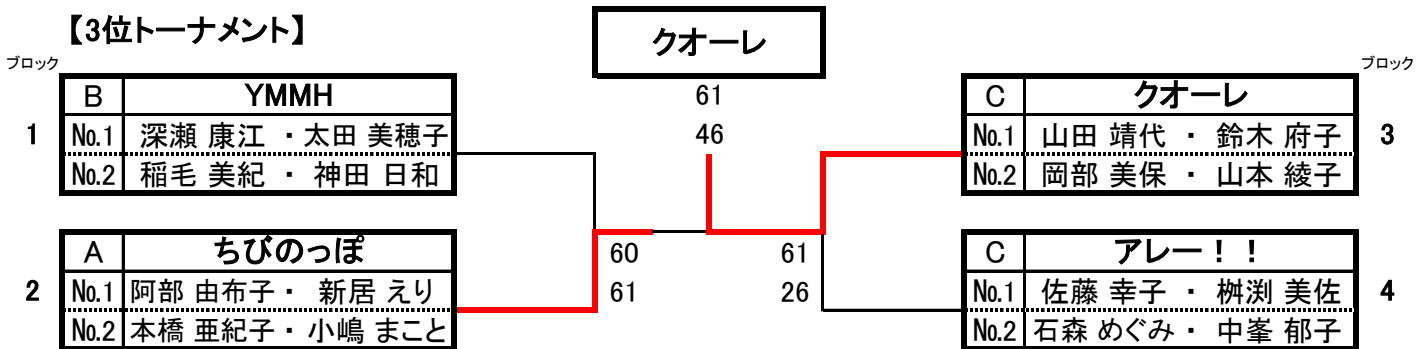 【3位トーナメント】
クオーレ
ブロック
ブロック
B YMMH
1 No.1 深瀬 康江 ・太田 美穂子
No.2 稲毛 美紀 ・ 神田 日和
61
46
C クオーレ
No.1 山田 靖代 ・ 鈴木 府子 3
No.2 岡部 美保 ・ 山本 綾子
A ちびのっぽ
2 No.1 阿部 由布子・ 新居 えり
No.2 本橋 亜紀子・小嶋 まこと
60
61
61
26
C アレー！！
No.1 佐藤 幸子 ・ 桝渕 美佐 4
No.2 石森 めぐみ・ 中峯 郁子